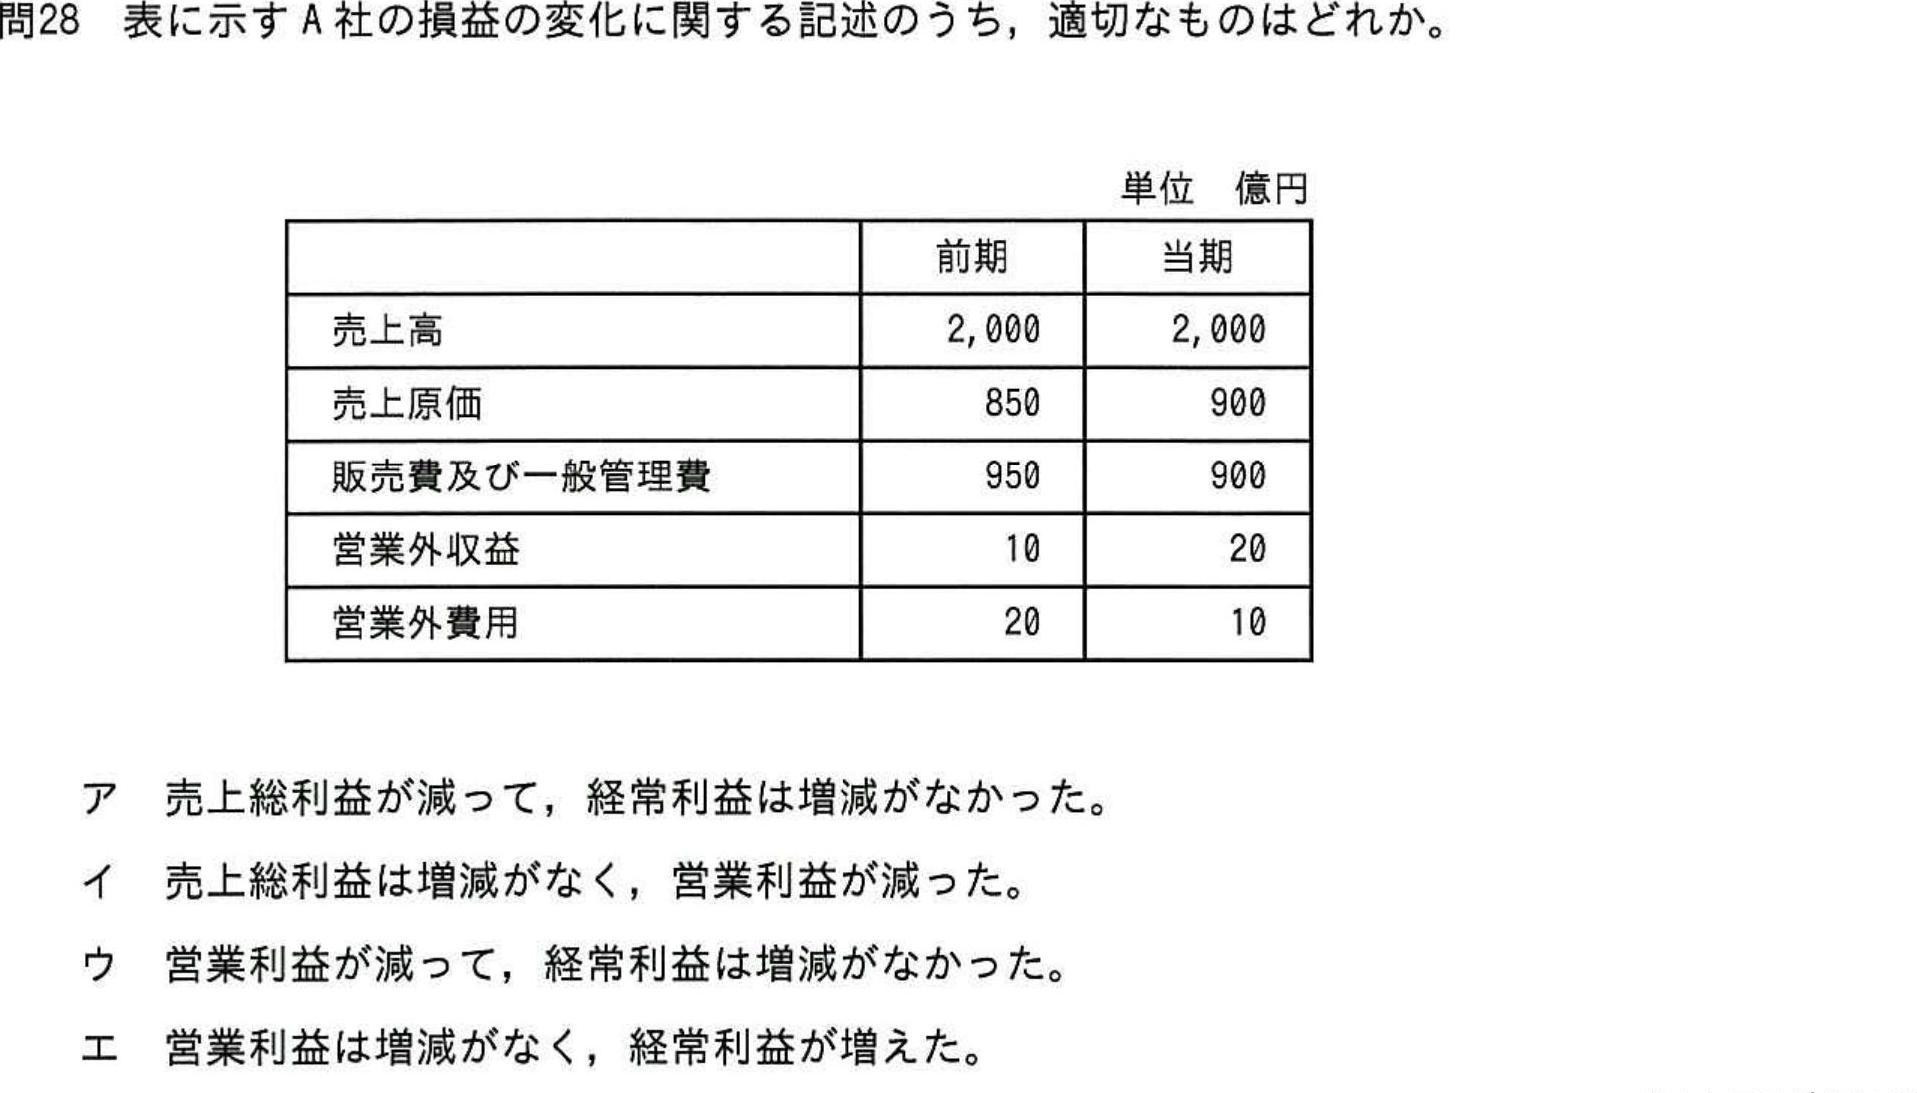 問28　表に示すA社の損益の変化に関する記述のうち，適切なものはどれか。
単位　億円
前期　当期
売上高　2,000　2,000
売上原価　850　900
販売費及び一般管理費　950　900
営業外収益　10　20
営業外費用　20　10
ア　売上総利益が減って，経常利益は増減がなかった。
イ　売上総利益は増減がなく，営業利益が減った。
ウ　営業利益が減って，経常利益は増減がなかった。
エ　営業利益は増減がなく，経常利益が増えた。